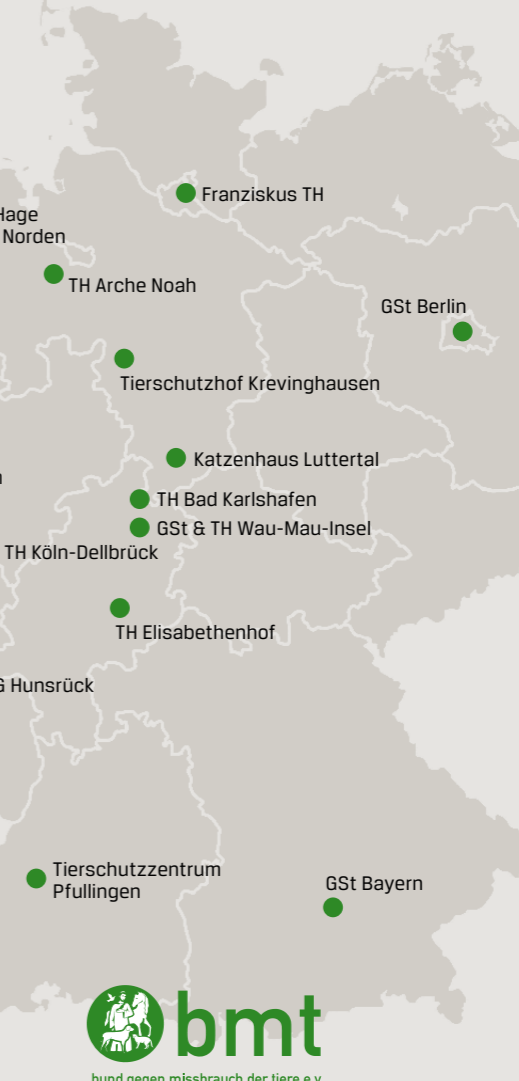 Franziskus TH
Hage
Norden
TH Arche Noah
GSt Berlin
Tierschutzhof Krevinghausen
Katzenhaus Luttertal
TH Bad Karlshafen
GSt & TH Wau-Mau-Insel
TH Köln-Dellbrück
TH Elisabethenhof
Hunsrück
Tierschutzzentrum
Pfullingen
GSt Bayern
bmt
bund gegen missbrauch der tiere e.v.